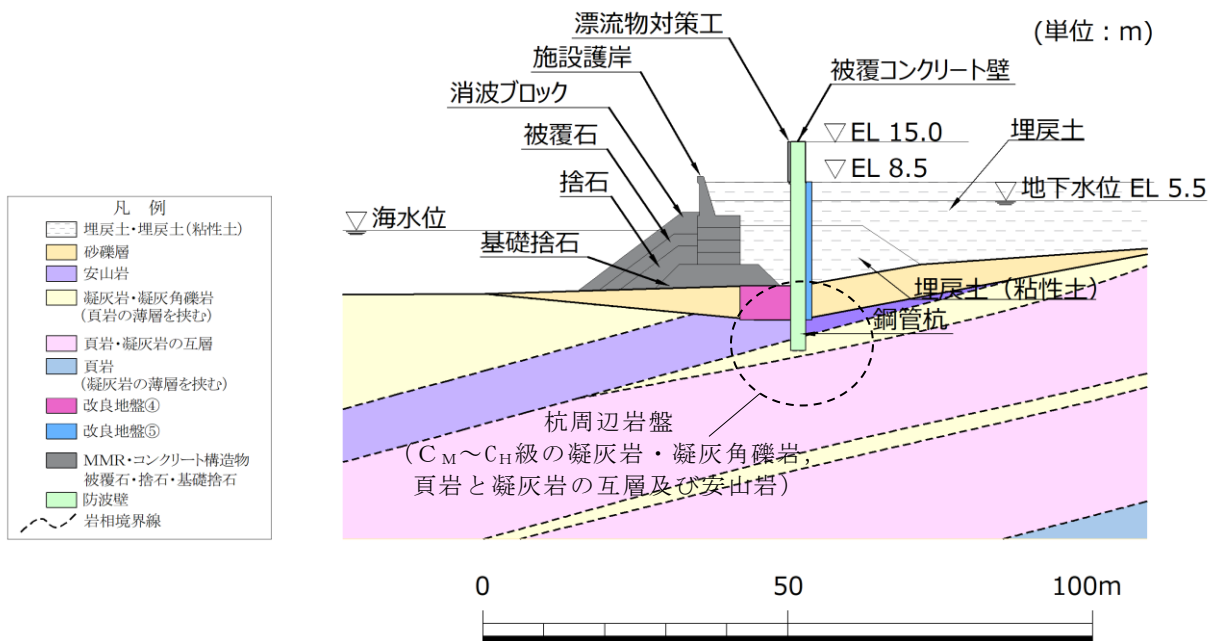 (単位：m)
漂流物対策工
施設護岸
被覆コンクリート壁
消波ブロック
被覆石
捨石
基礎捨石
▽ EL 15.0
▽ EL 8.5
埋戻土
▽ 地下水位 EL 5.5
▽ 海水位
埋戻土（粘性土）
鋼管杭
杭周辺岩盤
（CM～CH級の凝灰岩・凝灰角礫岩,
頁岩と凝灰岩の互層及び安山岩）
凡 例
埋戻土・埋戻土(粘性土)
砂礫層
安山岩
凝灰岩・凝灰角礫岩
(頁岩の薄層を挟む)
頁岩・凝灰岩の互層
頁岩
(凝灰岩の薄層を挟む)
改良地盤④
改良地盤⑤
MMR・コンクリート構造物
被覆石・捨石・基礎捨石
防波壁
岩相境界線
0 50 100m